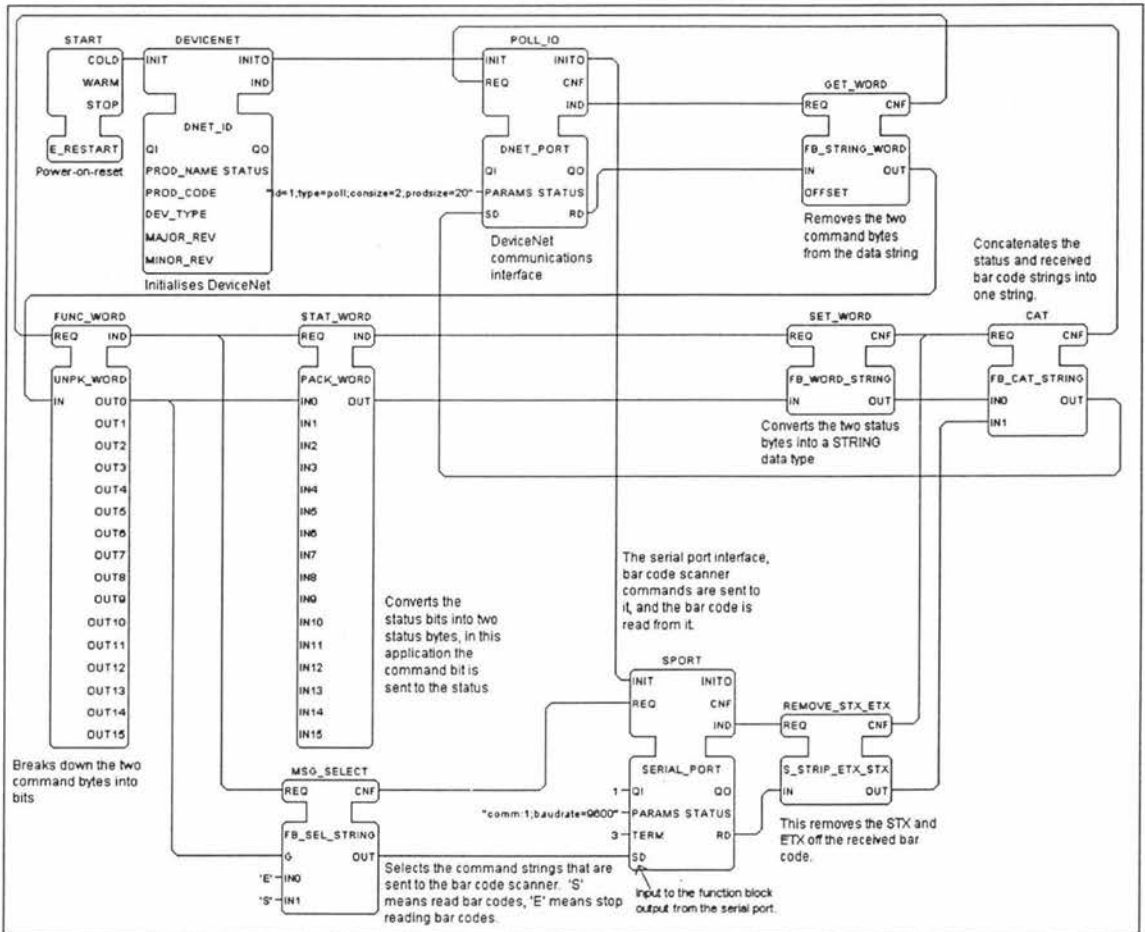 START
COLD
WARM
STOP
E_RESTART
Power-on-reset
DEVICENET
INIT INITO
IND
DNET_ID
QI QO
PROD_NAME STATUS
PROD_CODE
DEV_TYPE
MAJOR_REV
MINOR_REV
Initialises DeviceNet
POLL_IO
INIT INITO
REQ CNF
IND
DNET_PORT
QI QO
"id=1;type=poll;consize=2;prodsize=20" PARAMS STATUS
SD RD
DeviceNet
communications
interface
GET_WORD
REQ CNF
FB_STRING_WORD
IN OUT
OFFSET
Removes the two
command bytes
from the data string
Concatenates the
status and received
bar code strings into
one string.
FUNC_WORD
REQ IND
UNPK_WORD
IN OUT0
OUT1
OUT2
OUT3
OUT4
OUT5
OUT6
OUT7
OUT8
OUT9
OUT10
OUT11
OUT12
OUT13
OUT14
OUT15
Breaks down the two
command bytes into
bits
STAT_WORD
REQ IND
PACK_WORD
IN0 OUT
IN1
IN2
IN3
IN4
IN5
IN6
IN7
IN8
IN9
IN10
IN11
IN12
IN13
IN14
IN15
Converts the
status bits into two
status bytes, in this
application the
command bit is
sent to the status
SET_WORD
REQ CNF
FB_WORD_STRING
IN OUT
Converts the two status
bytes into a STRING
data type
CAT
REQ CNF
FB_CAT_STRING
IN0 OUT
IN1
The serial port interface,
bar code scanner
commands are sent to
it, and the bar code is
read from it.
SPORT
INIT INITO
REQ CNF
IND
SERIAL_PORT
1 QI QO
"comm:1;baudrate=9600" PARAMS STATUS
3 TERM RD
SD
Input to the function block
output from the serial port.
REMOVE_STX_ETX
REQ CNF
S_STRIP_ETX_STX
IN OUT
This removes the STX and
ETX off the received bar
code.
MSG_SELECT
REQ CNF
FB_SEL_STRING
G OUT
'E' IN0
'S' IN1
Selects the command strings that are
sent to the bar code scanner. 'S'
means read bar codes, 'E' means stop
reading bar codes.